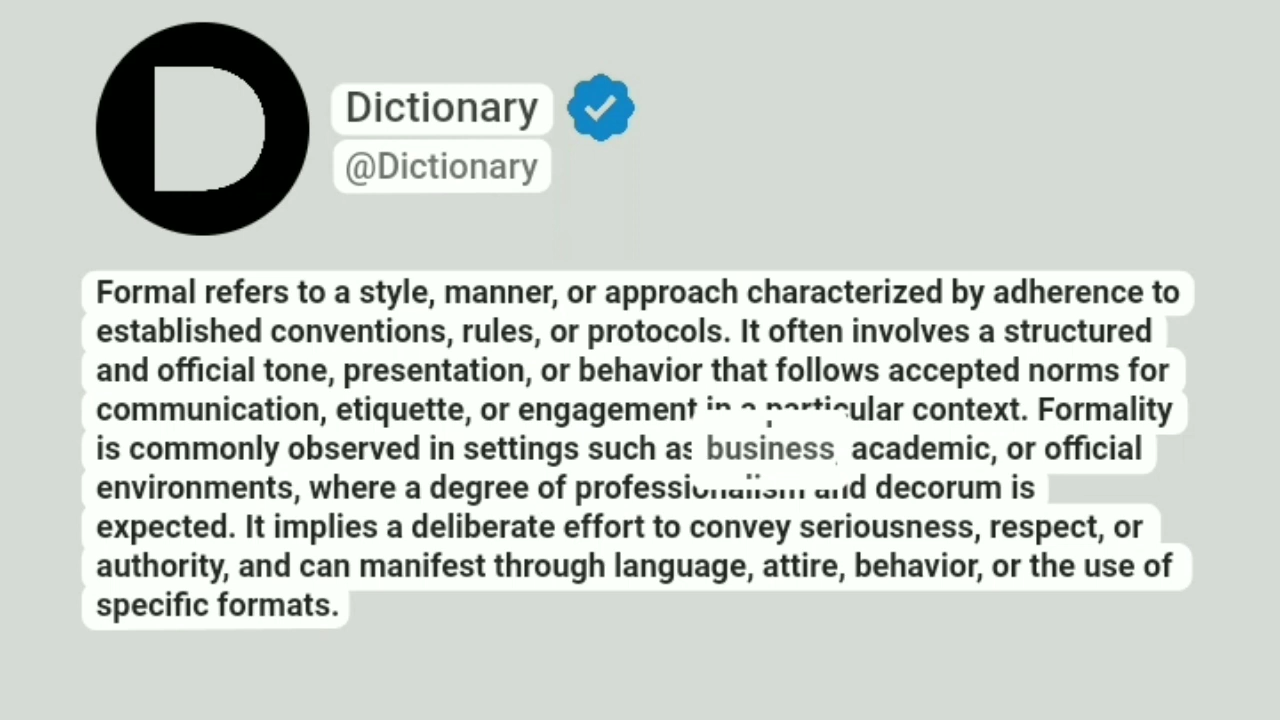 D
Dictionary
@Dictionary
Formal refers to a style, manner, or approach characterized by adherence to
established conventions, rules, or protocols. It often involves a structured
and official tone, presentation, or behavior that follows accepted norms for
communication, etiquette, or engagement in a particular context. Formality
is commonly observed in settings such as business, academic, or official
environments, where a degree of professionalism and decorum is
expected. It implies a deliberate effort to convey seriousness, respect, or
authority, and can manifest through language, attire, behavior, or the use of
specific formats.